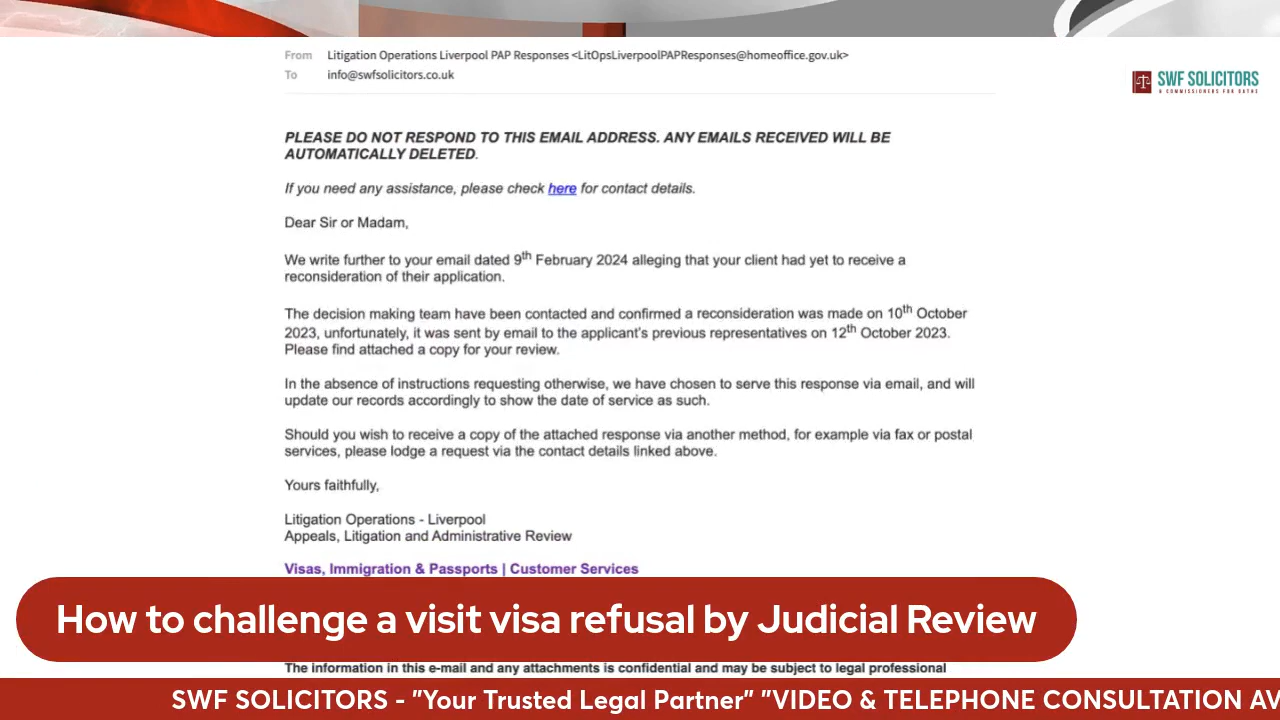 From Litigation Operations Liverpool PAP Responses <LitOpsLiverpoolPAPResponses@homeoffice.gov.uk>
To info@swfsolicitors.co.uk
SWF SOLICITORS
& COMMISSIONERS FOR OATHS
PLEASE DO NOT RESPOND TO THIS EMAIL ADDRESS. ANY EMAILS RECEIVED WILL BE
AUTOMATICALLY DELETED.
If you need any assistance, please check here for contact details.
Dear Sir or Madam,
We write further to your email dated 9th February 2024 alleging that your client had yet to receive a
reconsideration of their application.
The decision making team have been contacted and confirmed a reconsideration was made on 10th October
2023, unfortunately, it was sent by email to the applicant's previous representatives on 12th October 2023.
Please find attached a copy for your review.
In the absence of instructions requesting otherwise, we have chosen to serve this response via email, and will
update our records accordingly to show the date of service as such.
Should you wish to receive a copy of the attached response via another method, for example via fax or postal
services, please lodge a request via the contact details linked above.
Yours faithfully,
Litigation Operations - Liverpool
Appeals, Litigation and Administrative Review
Visas, Immigration & Passports | Customer Services
How to challenge a visit visa refusal by Judicial Review
The information in this e-mail and any attachments is confidential and may be subject to legal professional
SWF SOLICITORS - "Your Trusted Legal Partner" "VIDEO & TELEPHONE CONSULTATION AV